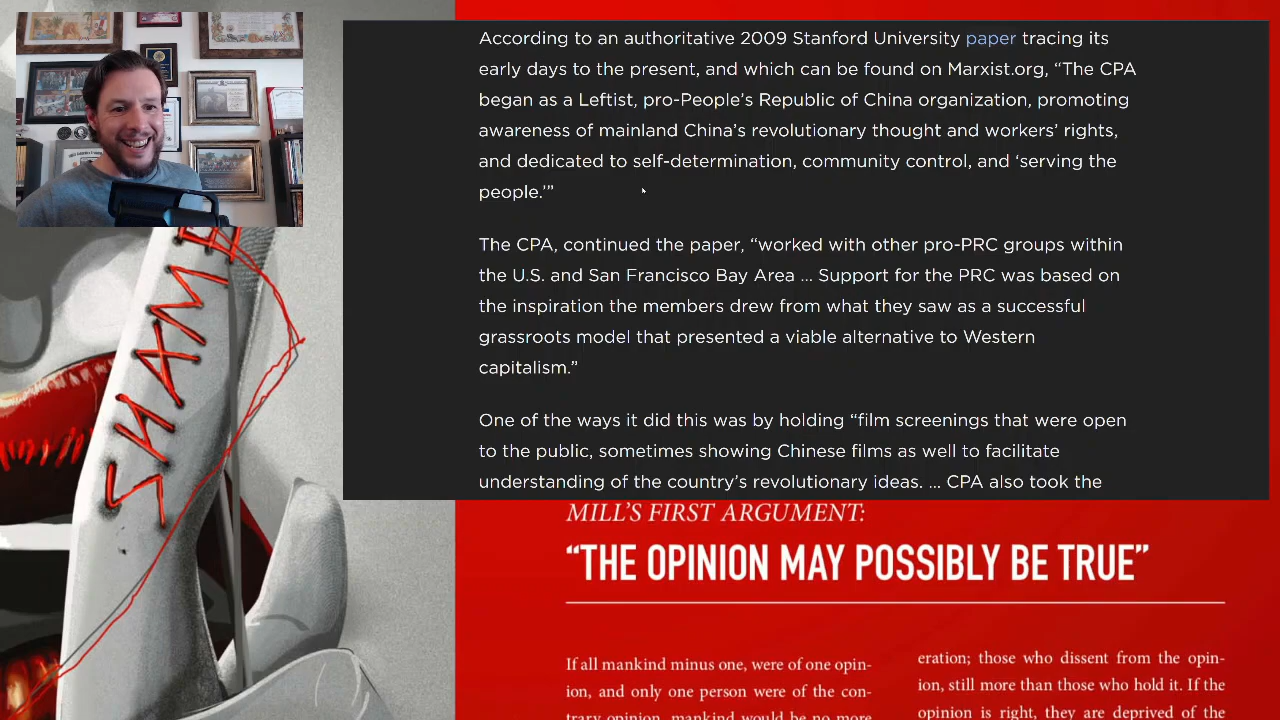 According to an authoritative 2009 Stanford University paper tracing its
early days to the present, and which can be found on Marxist.org, “The CPA
began as a Leftist, pro-People’s Republic of China organization, promoting
awareness of mainland China’s revolutionary thought and workers’ rights,
and dedicated to self-determination, community control, and ‘serving the
people.’”
The CPA, continued the paper, “worked with other pro-PRC groups within
the U.S. and San Francisco Bay Area ... Support for the PRC was based on
the inspiration the members drew from what they saw as a successful
grassroots model that presented a viable alternative to Western
capitalism.”
One of the ways it did this was by holding “film screenings that were open
to the public, sometimes showing Chinese films as well to facilitate
understanding of the country’s revolutionary ideas. ... CPA also took the
SHAME
MILL’S FIRST ARGUMENT:
“THE OPINION MAY POSSIBLY BE TRUE”
If all mankind minus one, were of one opin-
ion, and only one person were of the con-
trary opinion, mankind would be no more
eration; those who dissent from the opin-
ion, still more than those who hold it. If the
opinion is right, they are deprived of the